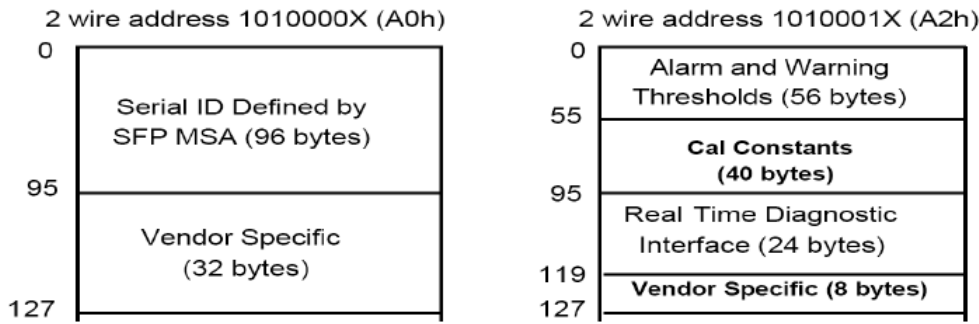 2 wire address 1010000X (A0h)
0
Serial ID Defined by
SFP MSA (96 bytes)
95
Vendor Specific
(32 bytes)
127
2 wire address 1010001X (A2h)
0
Alarm and Warning
Thresholds (56 bytes)
55
Cal Constants
(40 bytes)
95
Real Time Diagnostic
Interface (24 bytes)
119
Vendor Specific (8 bytes)
127